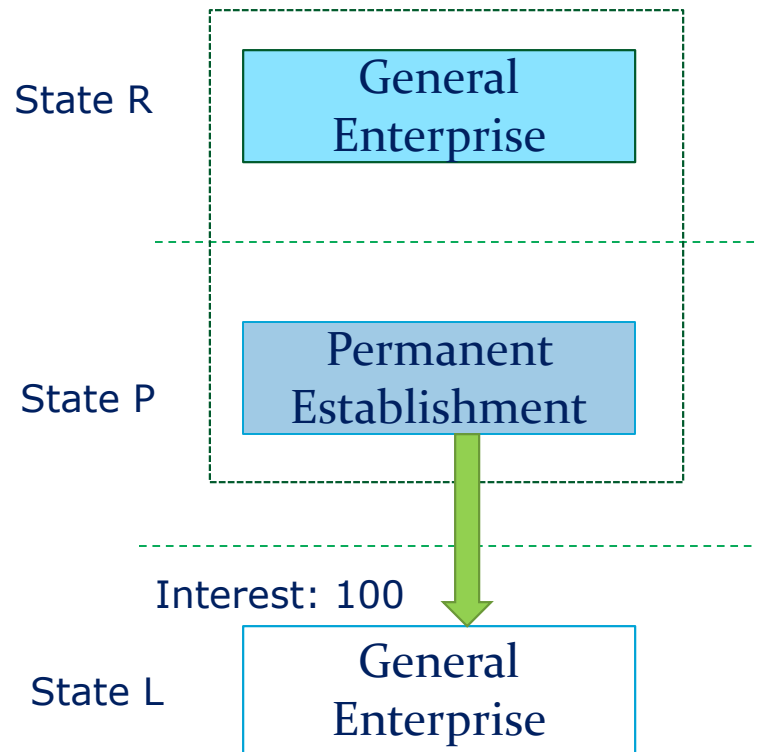 State R
General
Enterprise
State P
Permanent
Establishment
Interest: 100
State L
General
Enterprise